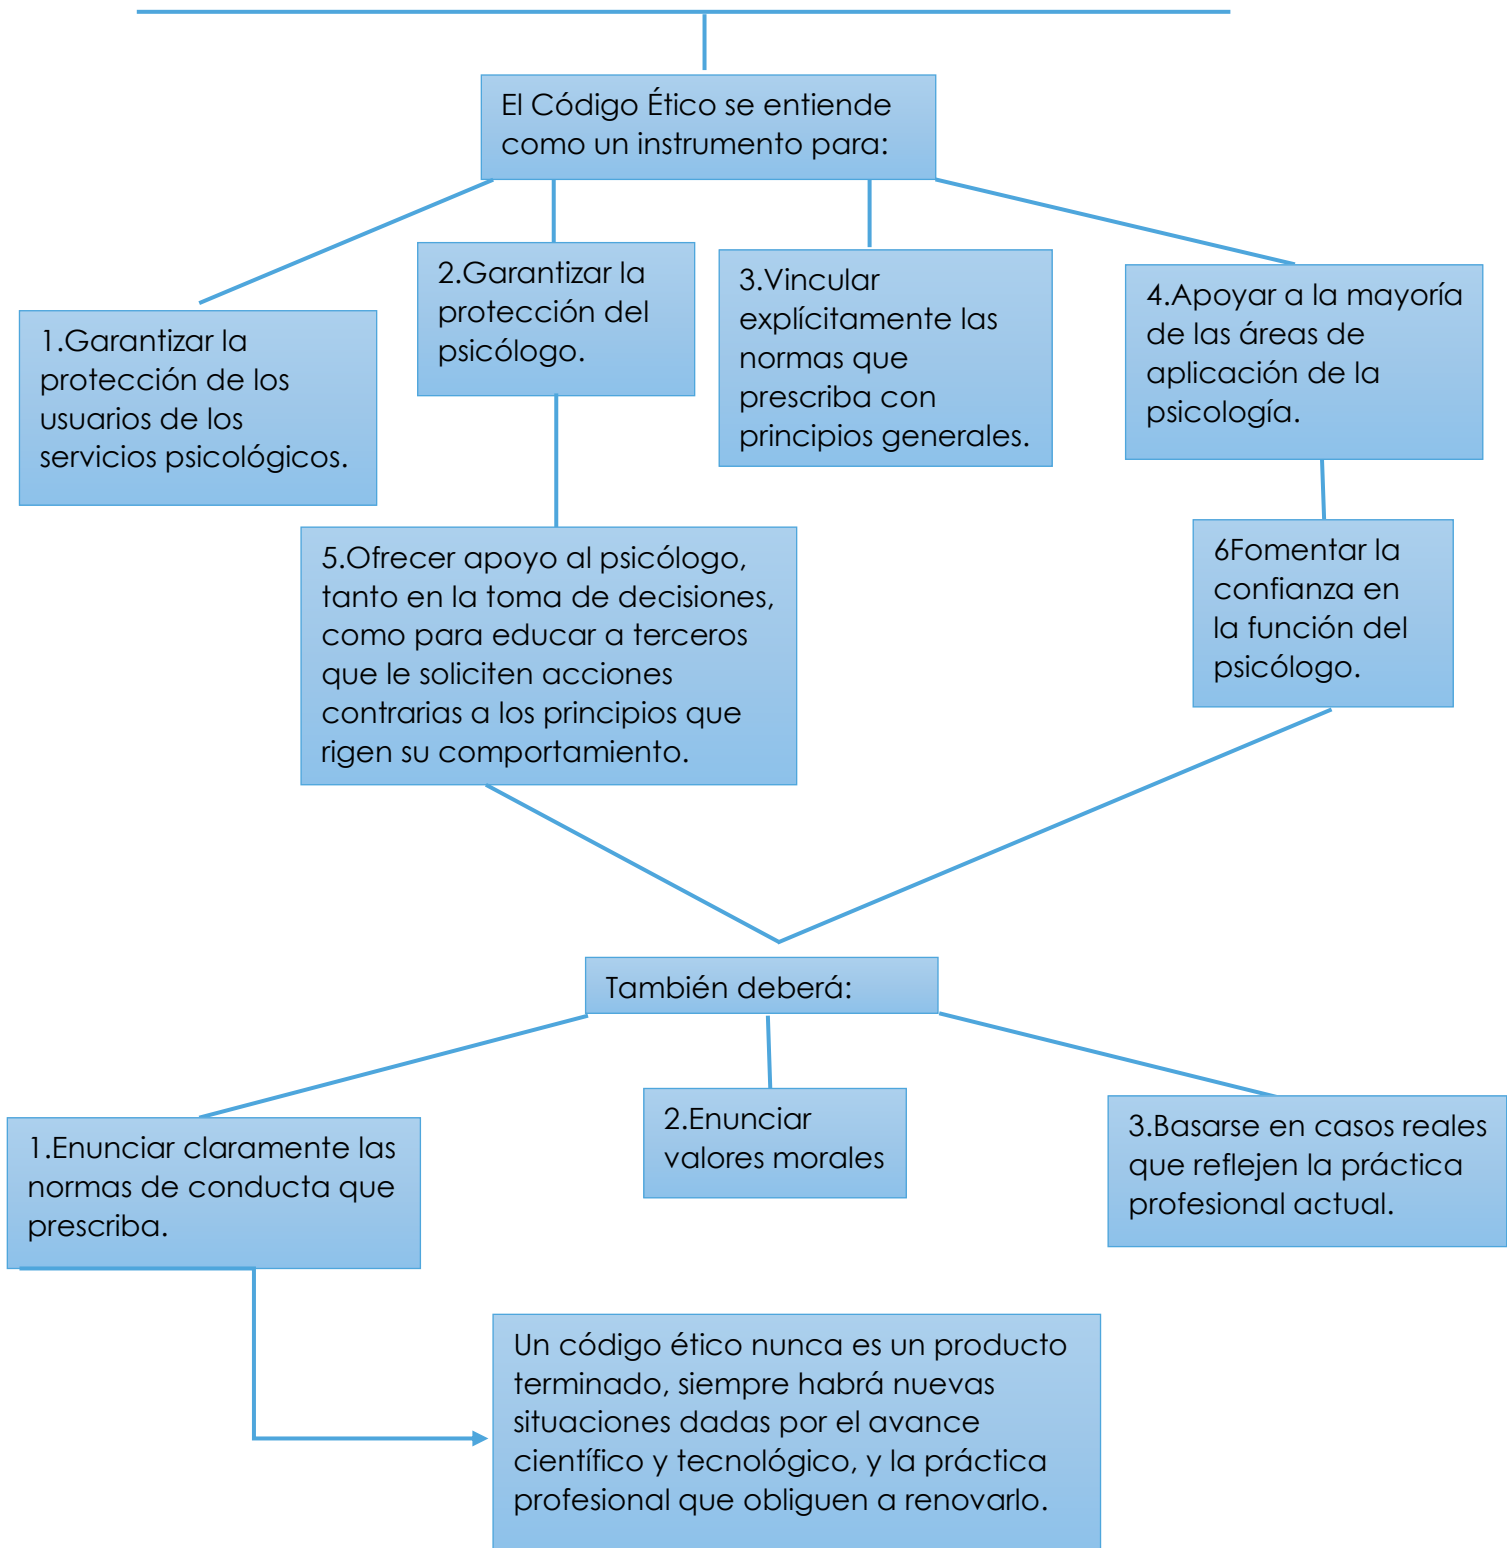 El Código Ético se entiende
como un instrumento para:
1.Garantizar la
protección de los
usuarios de los
servicios psicológicos.
2.Garantizar la
protección del
psicólogo.
3.Vincular
explícitamente las
normas que
prescriba con
principios generales.
4.Apoyar a la mayoría
de las áreas de
aplicación de la
psicología.
5.Ofrecer apoyo al psicólogo,
tanto en la toma de decisiones,
como para educar a terceros
que le soliciten acciones
contrarias a los principios que
rigen su comportamiento.
6Fomentar la
confianza en
la función del
psicólogo.
También deberá:
1.Enunciar claramente las
normas de conducta que
prescriba.
2.Enunciar
valores morales
3.Basarse en casos reales
que reflejen la práctica
profesional actual.
Un código ético nunca es un producto
terminado, siempre habrá nuevas
situaciones dadas por el avance
científico y tecnológico, y la práctica
profesional que obliguen a renovarlo.